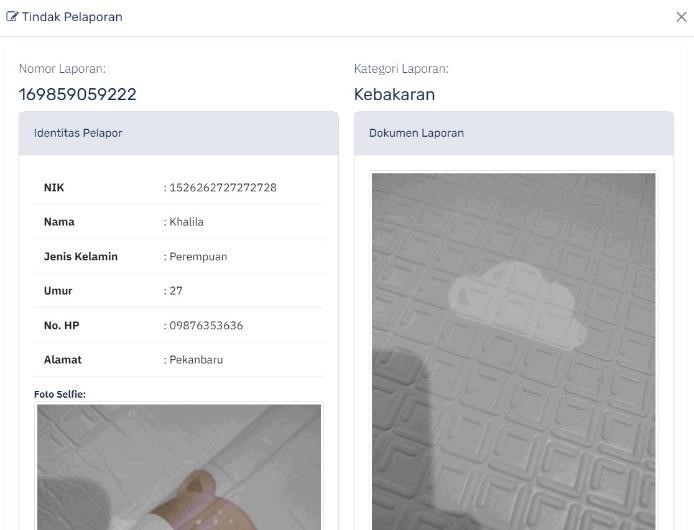 Tindak Pelaporan
Nomor Laporan:
169859059222
Kategori Laporan:
Kebakaran
Identitas Pelapor
NIK : 1526262727272728
Nama : Khalila
Jenis Kelamin : Perempuan
Umur : 27
No. HP : 09876353636
Alamat : Pekanbaru
Foto Selfie:
Dokumen Laporan